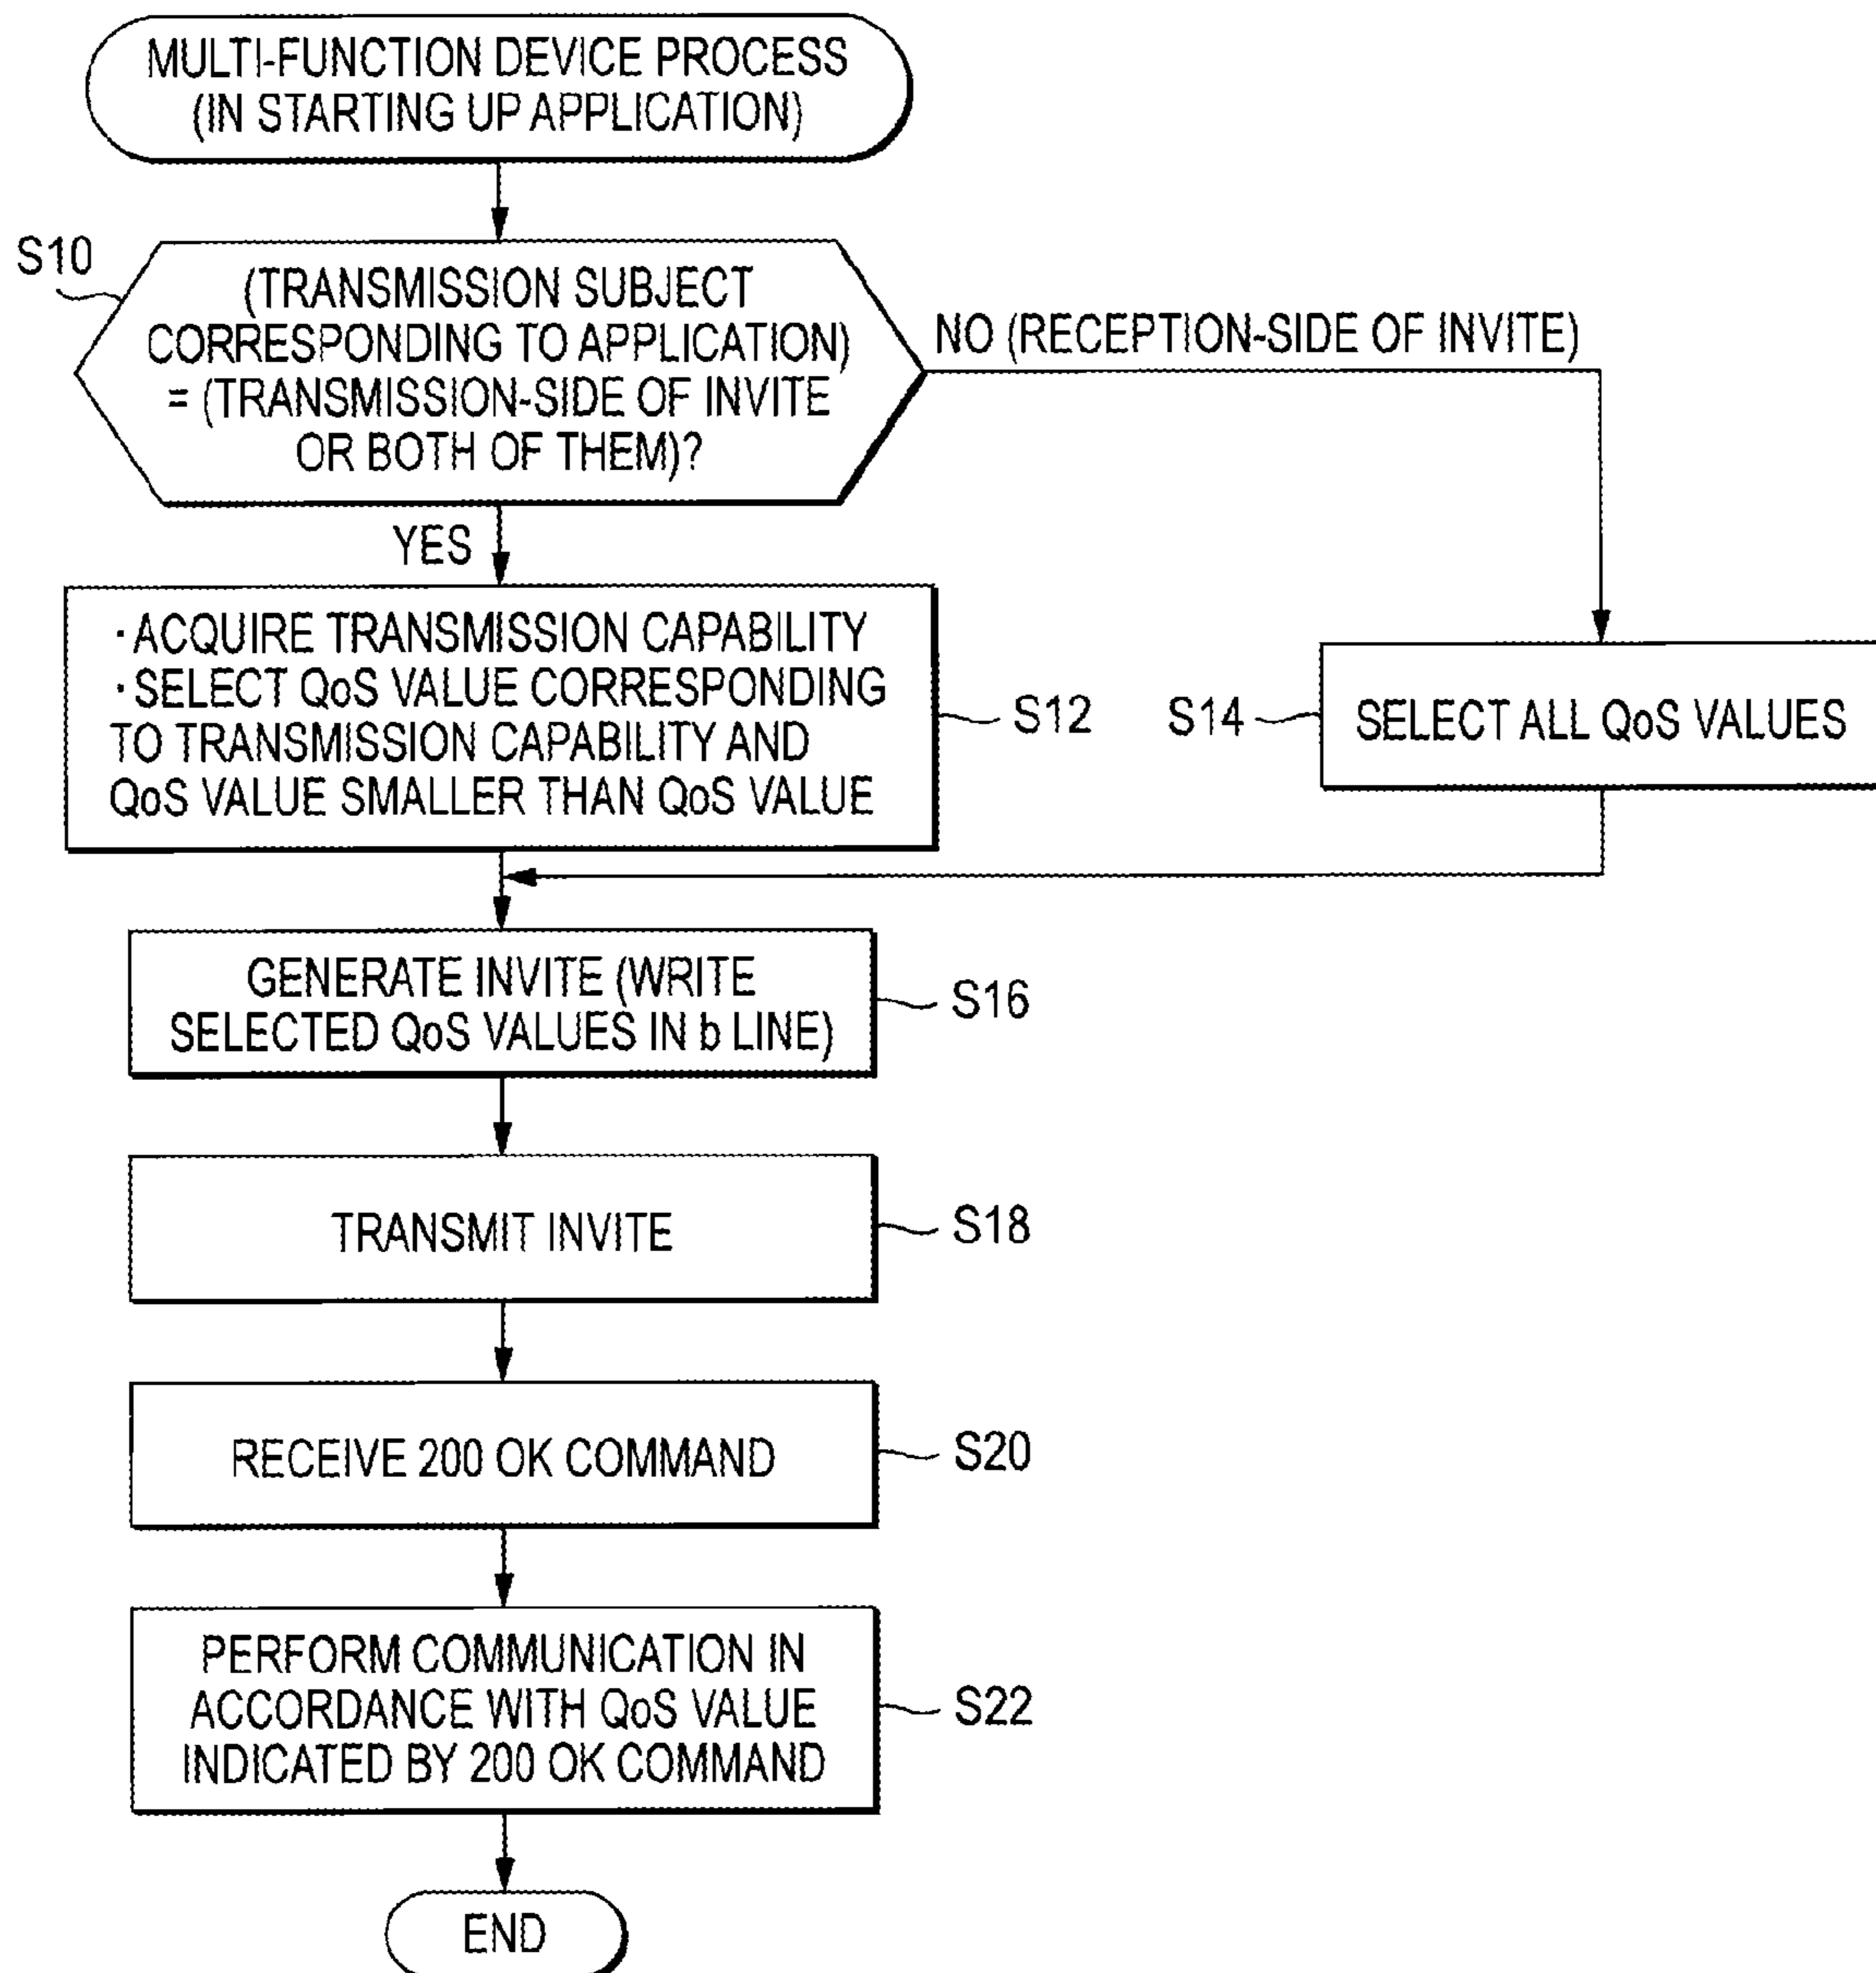 MULTI-FUNCTION DEVICE PROCESS
(IN STARTING UP APPLICATION)
S10
(TRANSMISSION SUBJECT
CORRESPONDING TO APPLICATION)
= (TRANSMISSION-SIDE OF INVITE
OR BOTH OF THEM)?
NO (RECEPTION-SIDE OF INVITE)
YES
· ACQUIRE TRANSMISSION CAPABILITY
· SELECT QoS VALUE CORRESPONDING
TO TRANSMISSION CAPABILITY AND
QoS VALUE SMALLER THAN QoS VALUE
S12
S14
SELECT ALL QoS VALUES
GENERATE INVITE (WRITE
SELECTED QoS VALUES IN b LINE)
S16
TRANSMIT INVITE
S18
RECEIVE 200 OK COMMAND
S20
PERFORM COMMUNICATION IN
ACCORDANCE WITH QoS VALUE
INDICATED BY 200 OK COMMAND
S22
END